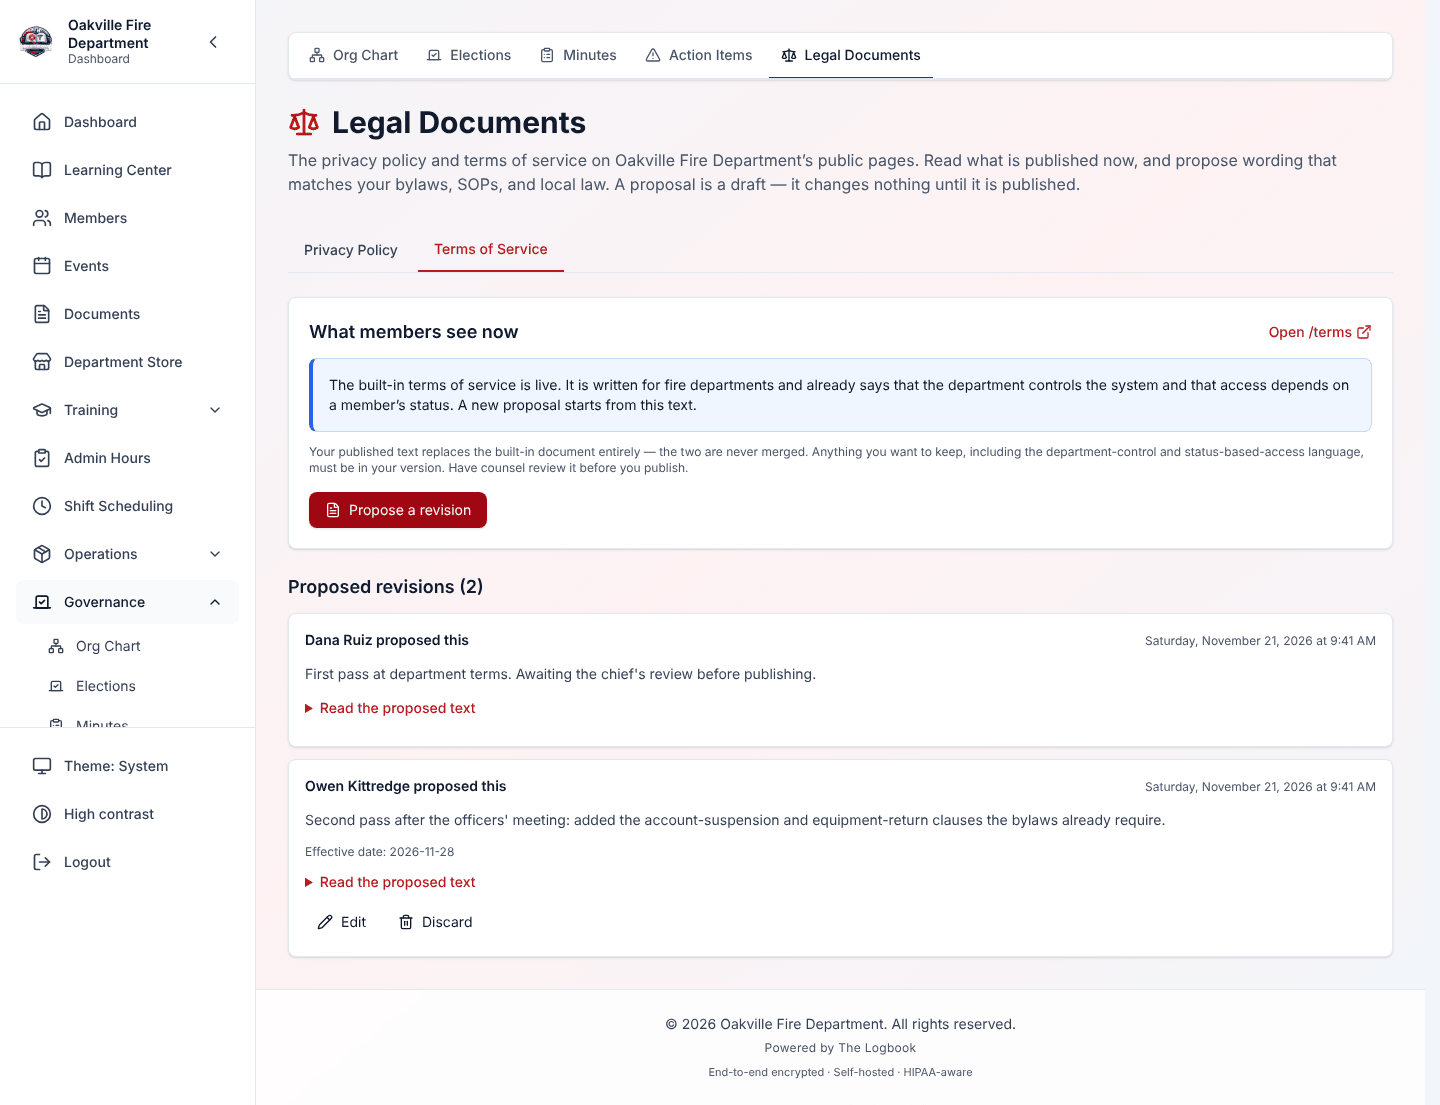 Oakville Fire
Department
Dashboard
Dashboard
Learning Center
Members
Events
Documents
Department Store
Training
Admin Hours
Shift Scheduling
Operations
Governance
Org Chart
Elections
Minutes
Theme: System
High contrast
Logout
Org Chart
Elections
Minutes
Action Items
Legal Documents
Legal Documents
The privacy policy and terms of service on Oakville Fire Department’s public pages. Read what is published now, and propose wording that
matches your bylaws, SOPs, and local law. A proposal is a draft — it changes nothing until it is published.
Privacy Policy
Terms of Service
What members see now
Open /terms
The built-in terms of service is live. It is written for fire departments and already says that the department controls the system and that access depends on
a member’s status. A new proposal starts from this text.
Your published text replaces the built-in document entirely — the two are never merged. Anything you want to keep, including the department-control and status-based-access language,
must be in your version. Have counsel review it before you publish.
Propose a revision
Proposed revisions (2)
Dana Ruiz proposed this
Saturday, November 21, 2026 at 9:41 AM
First pass at department terms. Awaiting the chief's review before publishing.
Read the proposed text
Owen Kittredge proposed this
Saturday, November 21, 2026 at 9:41 AM
Second pass after the officers' meeting: added the account-suspension and equipment-return clauses the bylaws already require.
Effective date: 2026-11-28
Read the proposed text
Edit
Discard
© 2026 Oakville Fire Department. All rights reserved.
Powered by The Logbook
End-to-end encrypted · Self-hosted · HIPAA-aware